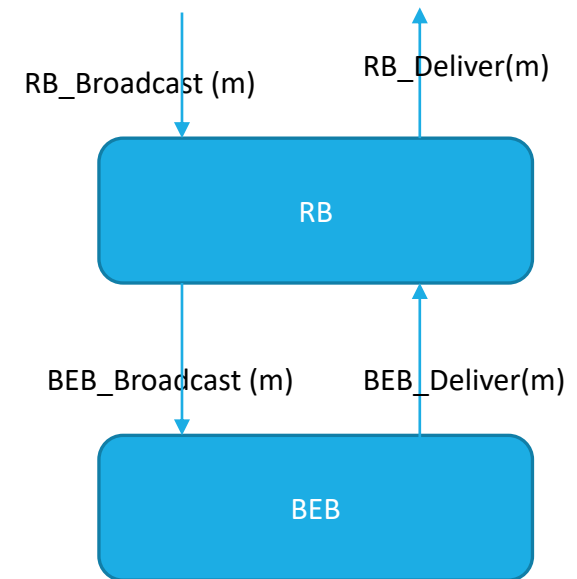 RB_Broadcast (m)
RB_Deliver(m)
RB
BEB_Broadcast (m)
BEB_Deliver(m)
BEB